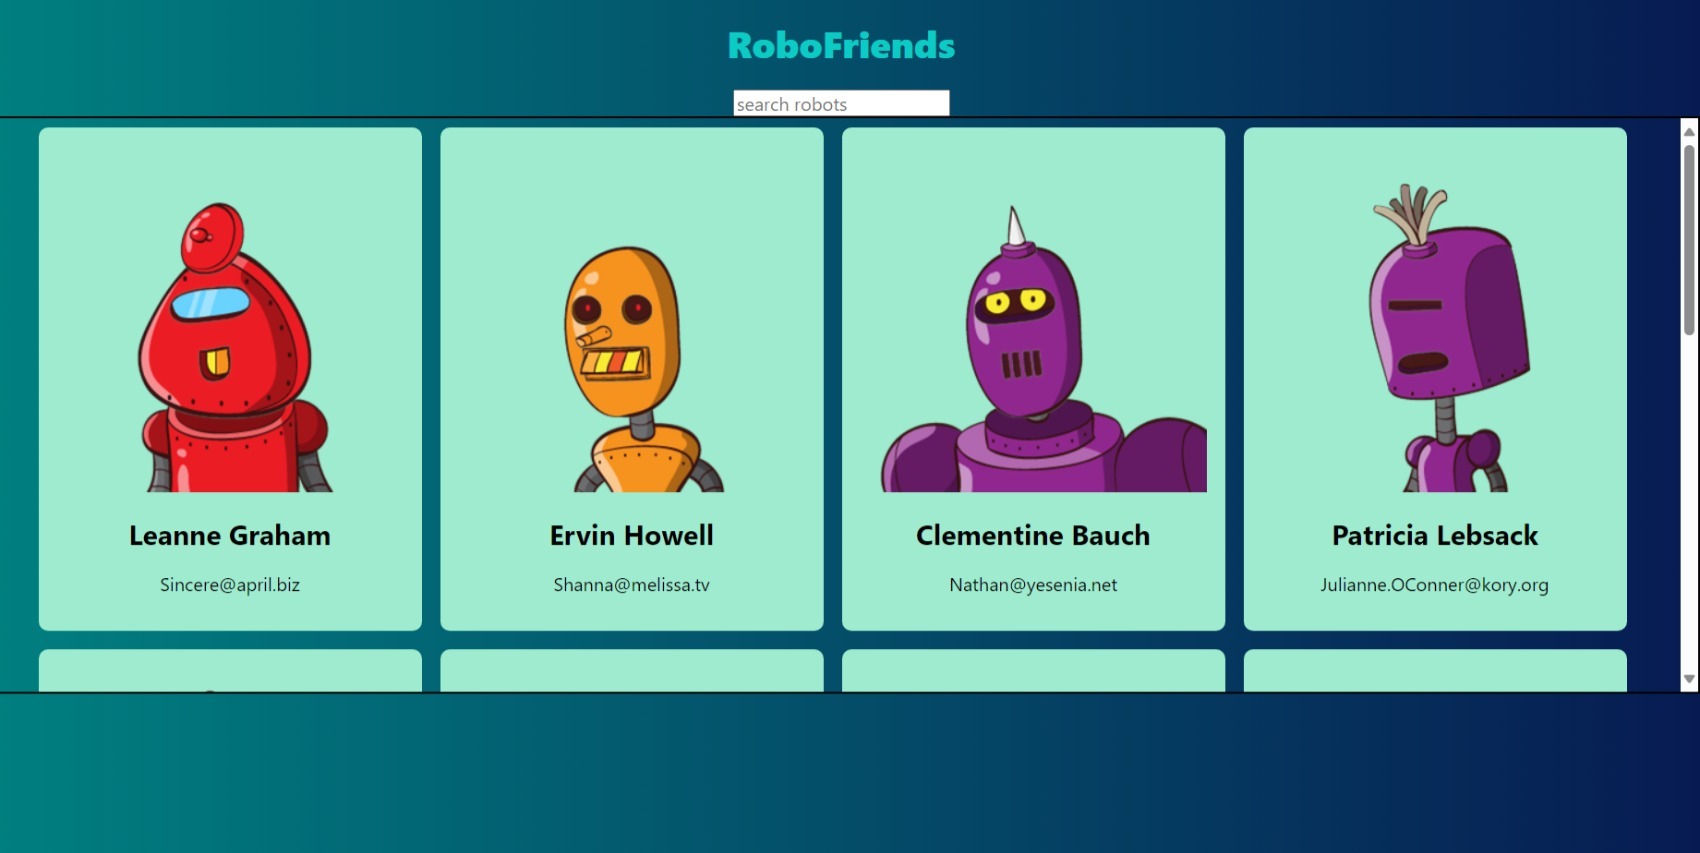 RoboFriends
search robots
Leanne Graham
Sincere@april.biz
Ervin Howell
Shanna@melissa.tv
Clementine Bauch
Nathan@yesenia.net
Patricia Lebsack
Julianne.OConner@kory.org